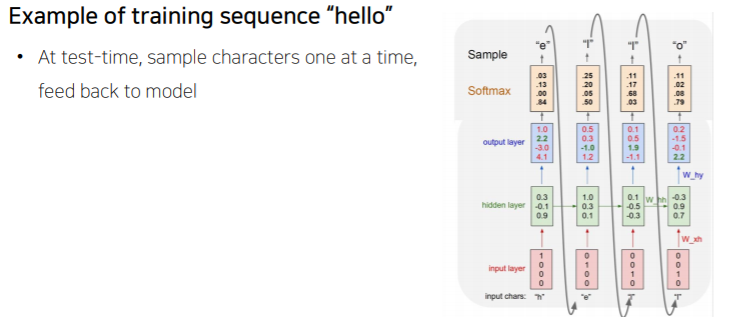 Example of training sequence “hello”
• At test-time, sample characters one at a time,
feed back to model
Sample "e" "l" "l" "o"
Softmax
.03 .25 .11 .11
.13 .20 .17 .02
.00 .05 .68 .08
.84 .50 .03 .79
output layer
1.0 0.5 0.1 0.2
2.2 0.3 0.5 -1.5
-3.0 -1.0 1.9 -0.1
4.1 1.2 -1.1 2.2
W_hy
hidden layer
0.3 1.0 0.1 W_hh -0.3
-0.1 0.3 -0.5 0.9
0.9 0.1 -0.3 0.7
W_xh
input layer
1 0 0 0
0 1 0 0
0 0 1 1
0 0 0 0
input chars: "h" "e" "l" "l"